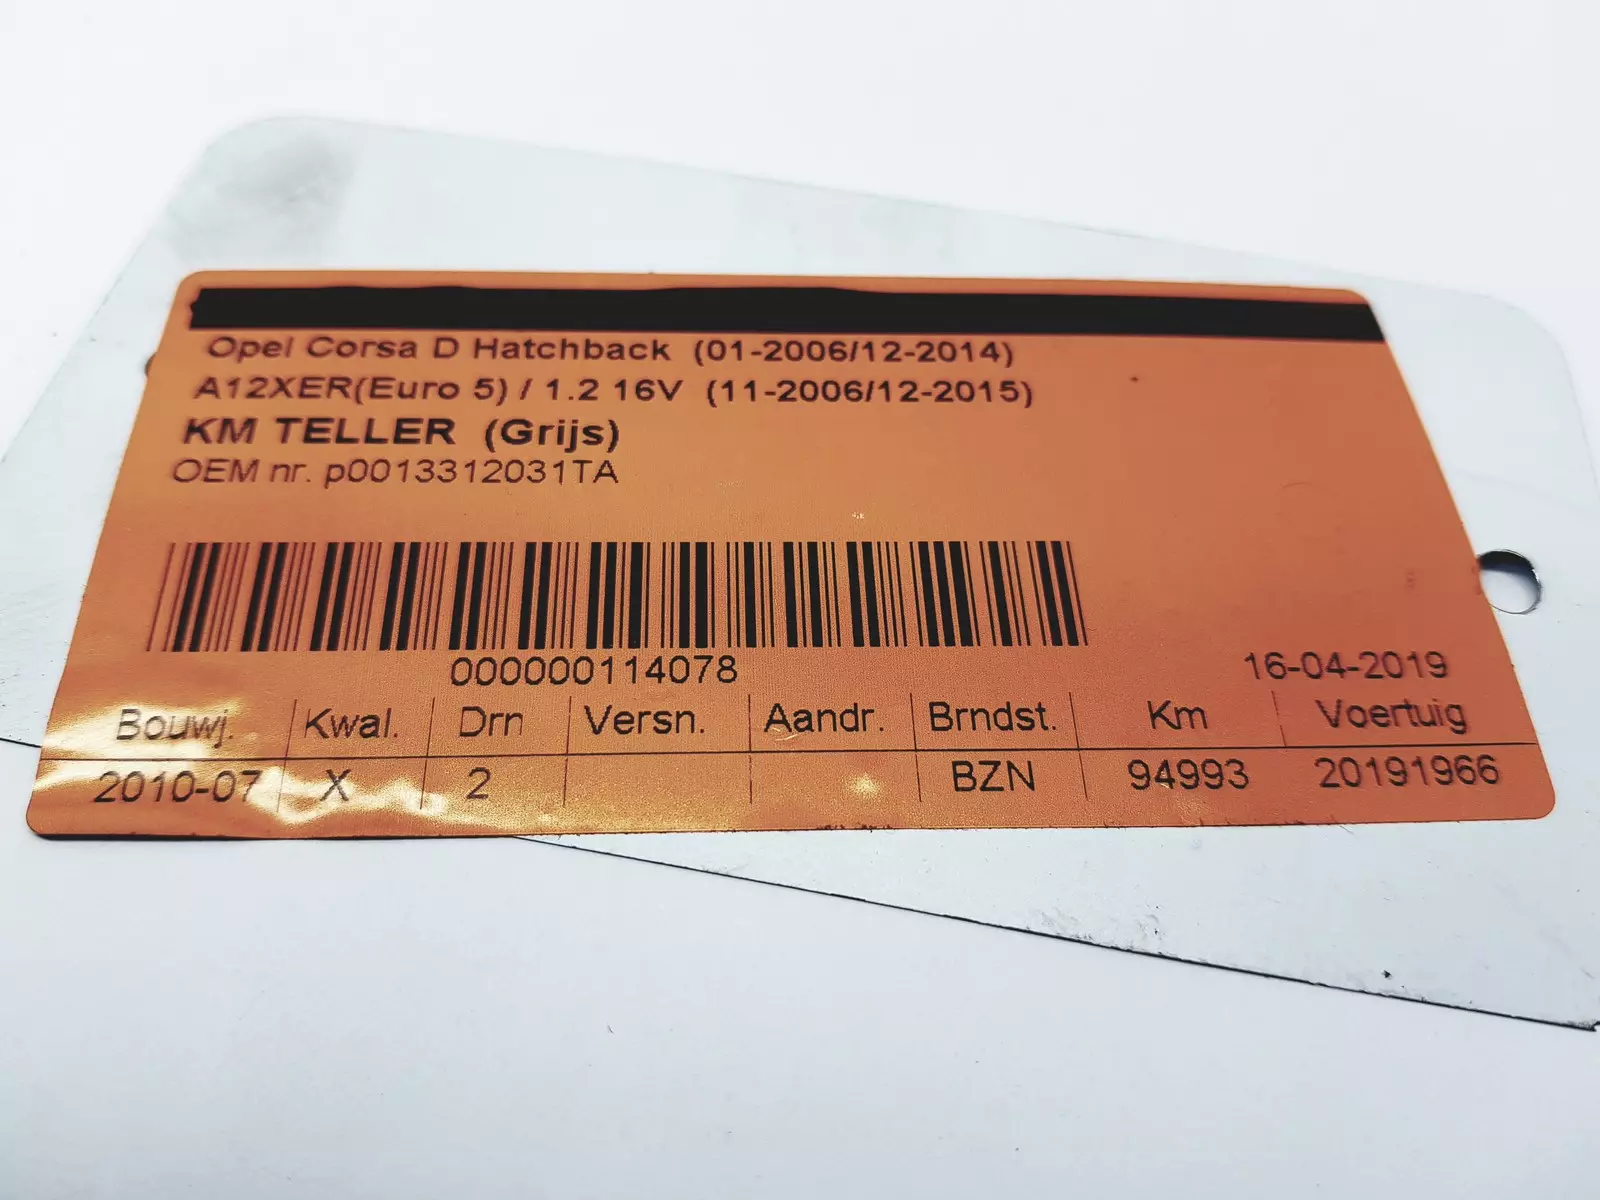 Opel Corsa D Hatchback (01-2006/12-2014)
A12XER(Euro 5) / 1.2 16V (11-2006/12-2015)
KM TELLER (Grijs)
OEM nr. p0013312031TA
000000114078
16-04-2019
Bouwj. Kwal. Drn Versn. Aandr. Brndst. Km Voertuig
2010-07 X 2 BZN 94993 20191966